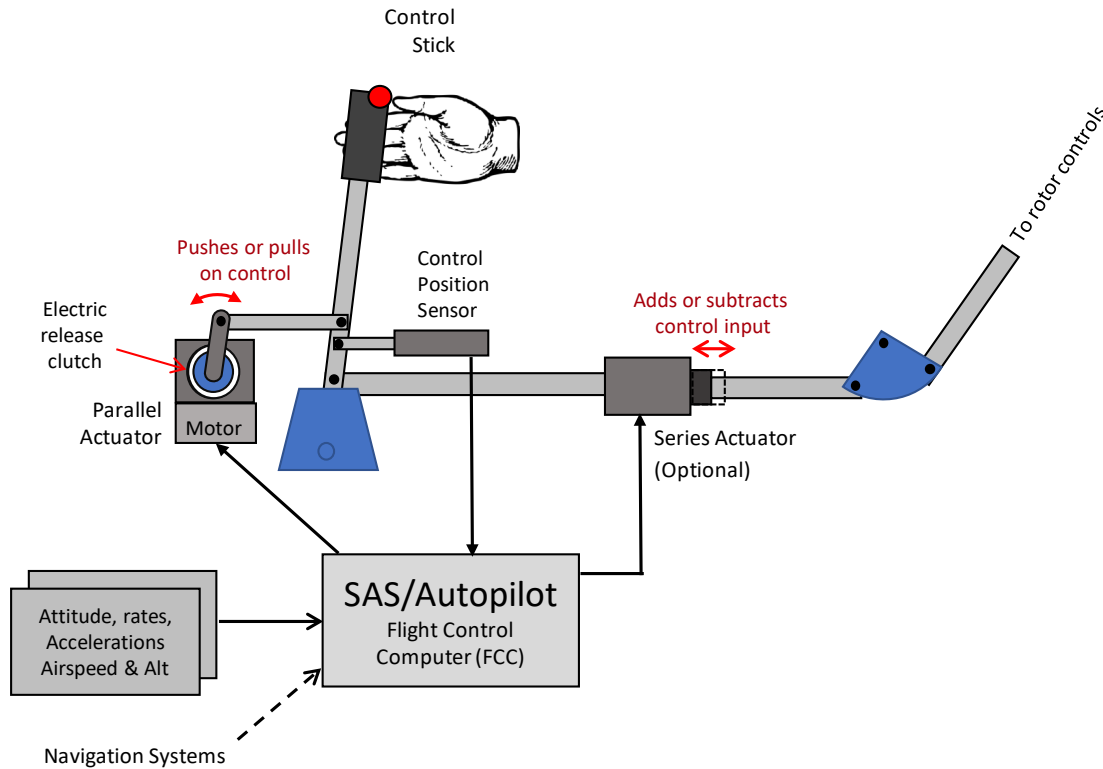 Control
Stick
Pushes or pulls
on control
Control
Position
Sensor
Electric
release
clutch
Adds or subtracts
control input
To rotor controls
Parallel
Actuator
Motor
Series Actuator
(Optional)
SAS/Autopilot
Flight Control
Computer (FCC)
Attitude, rates,
Accelerations
Airspeed & Alt
Navigation Systems